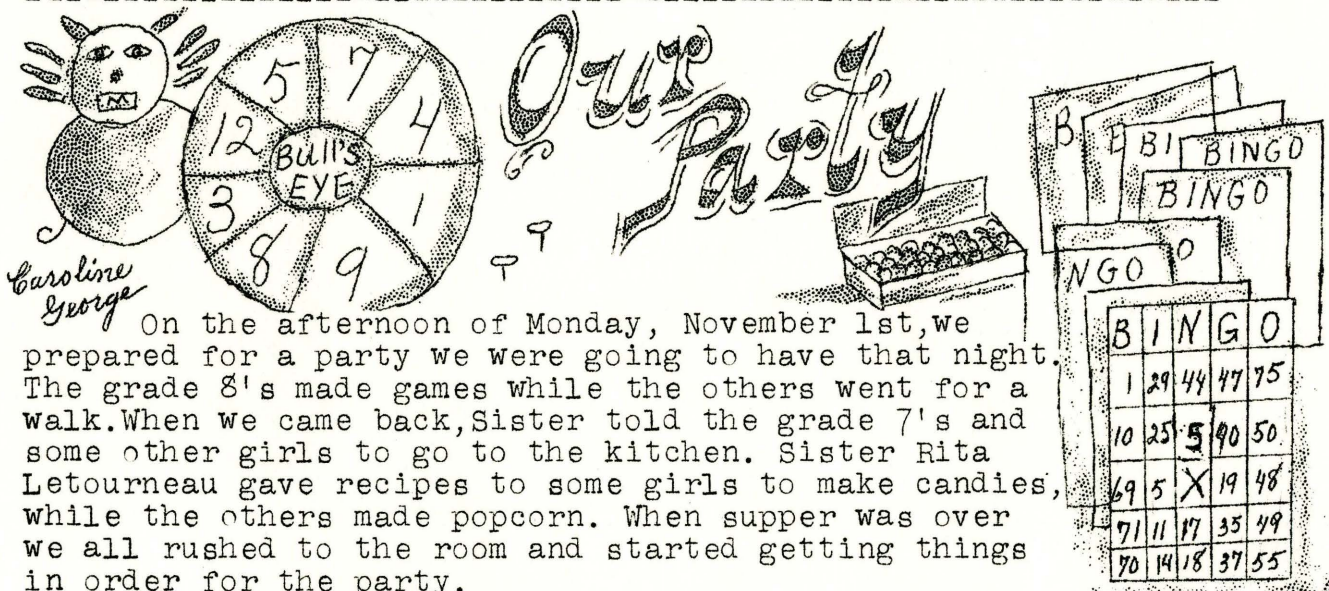 Our
Party
5 7 4 1 9 8 3 12
BUll'S
EYE
Caroline
George
B
B
BI
BINGO
BINGO
NGO
O
B I N G O
1 29 44 47 75
10 25 5 90 50
69 5 X 19 48
71 11 17 35 49
70 14 18 37 55
On the afternoon of Monday, November 1st,we
prepared for a party we were going to have that night.
The grade 8's made games while the others went for a
walk.When we came back,Sister told the grade 7's and
some other girls to go to the kitchen. Sister Rita
Letourneau gave recipes to some girls to make candies,
while the others made popcorn. When supper was over
we all rushed to the room and started getting things
in order for the party.